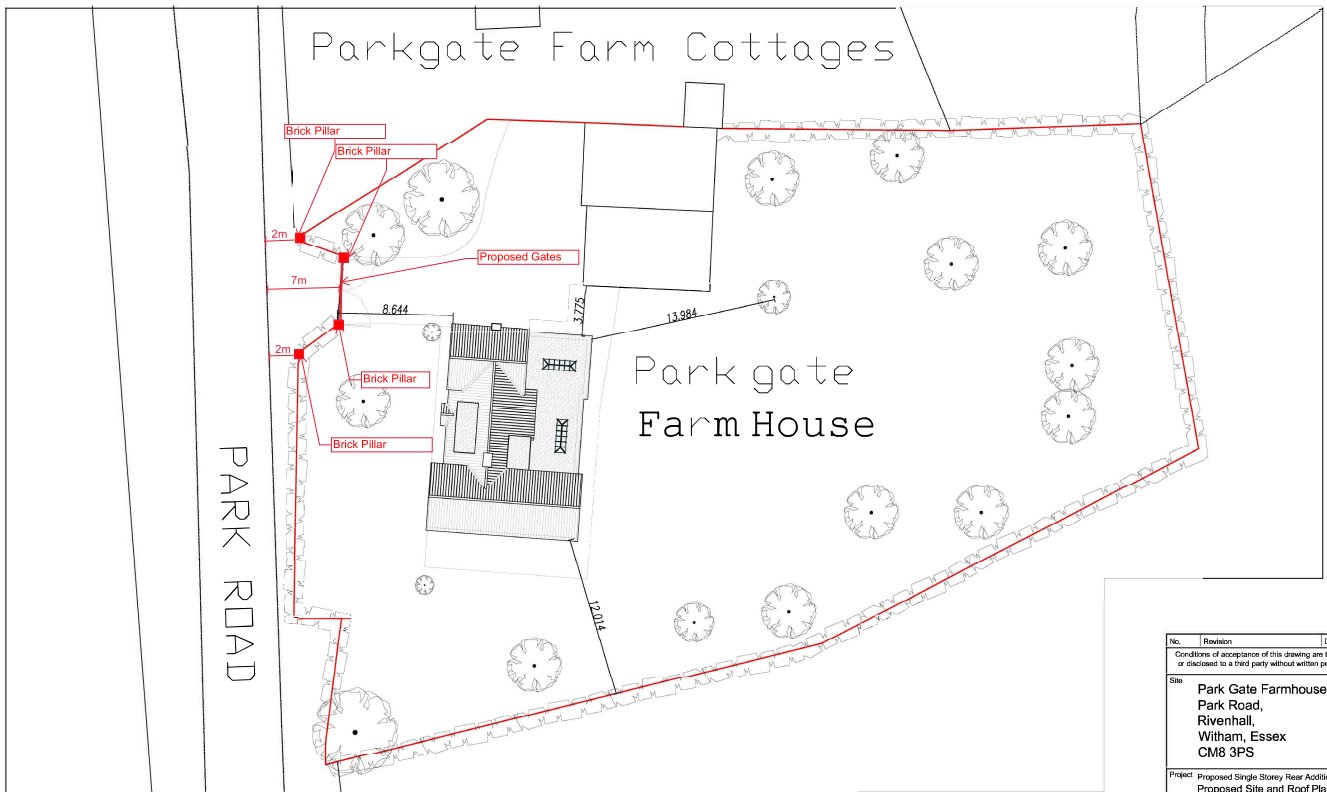 Parkgate Farm Cottages
Brick Pillar
Brick Pillar
2m
Proposed Gates
7m
8.644
3.775
13.984
2m
Parkgate
Farm House
Brick Pillar
Brick Pillar
PARK ROAD
12.014
No. Revision
Conditions of acceptance of this drawing are
or disclosed to a third party without written
Site
Park Gate Farmhouse
Park Road,
Rivenhall,
Witham, Essex
CM8 3PS
Project Proposed Single Storey Rear
Proposed Site and Roof